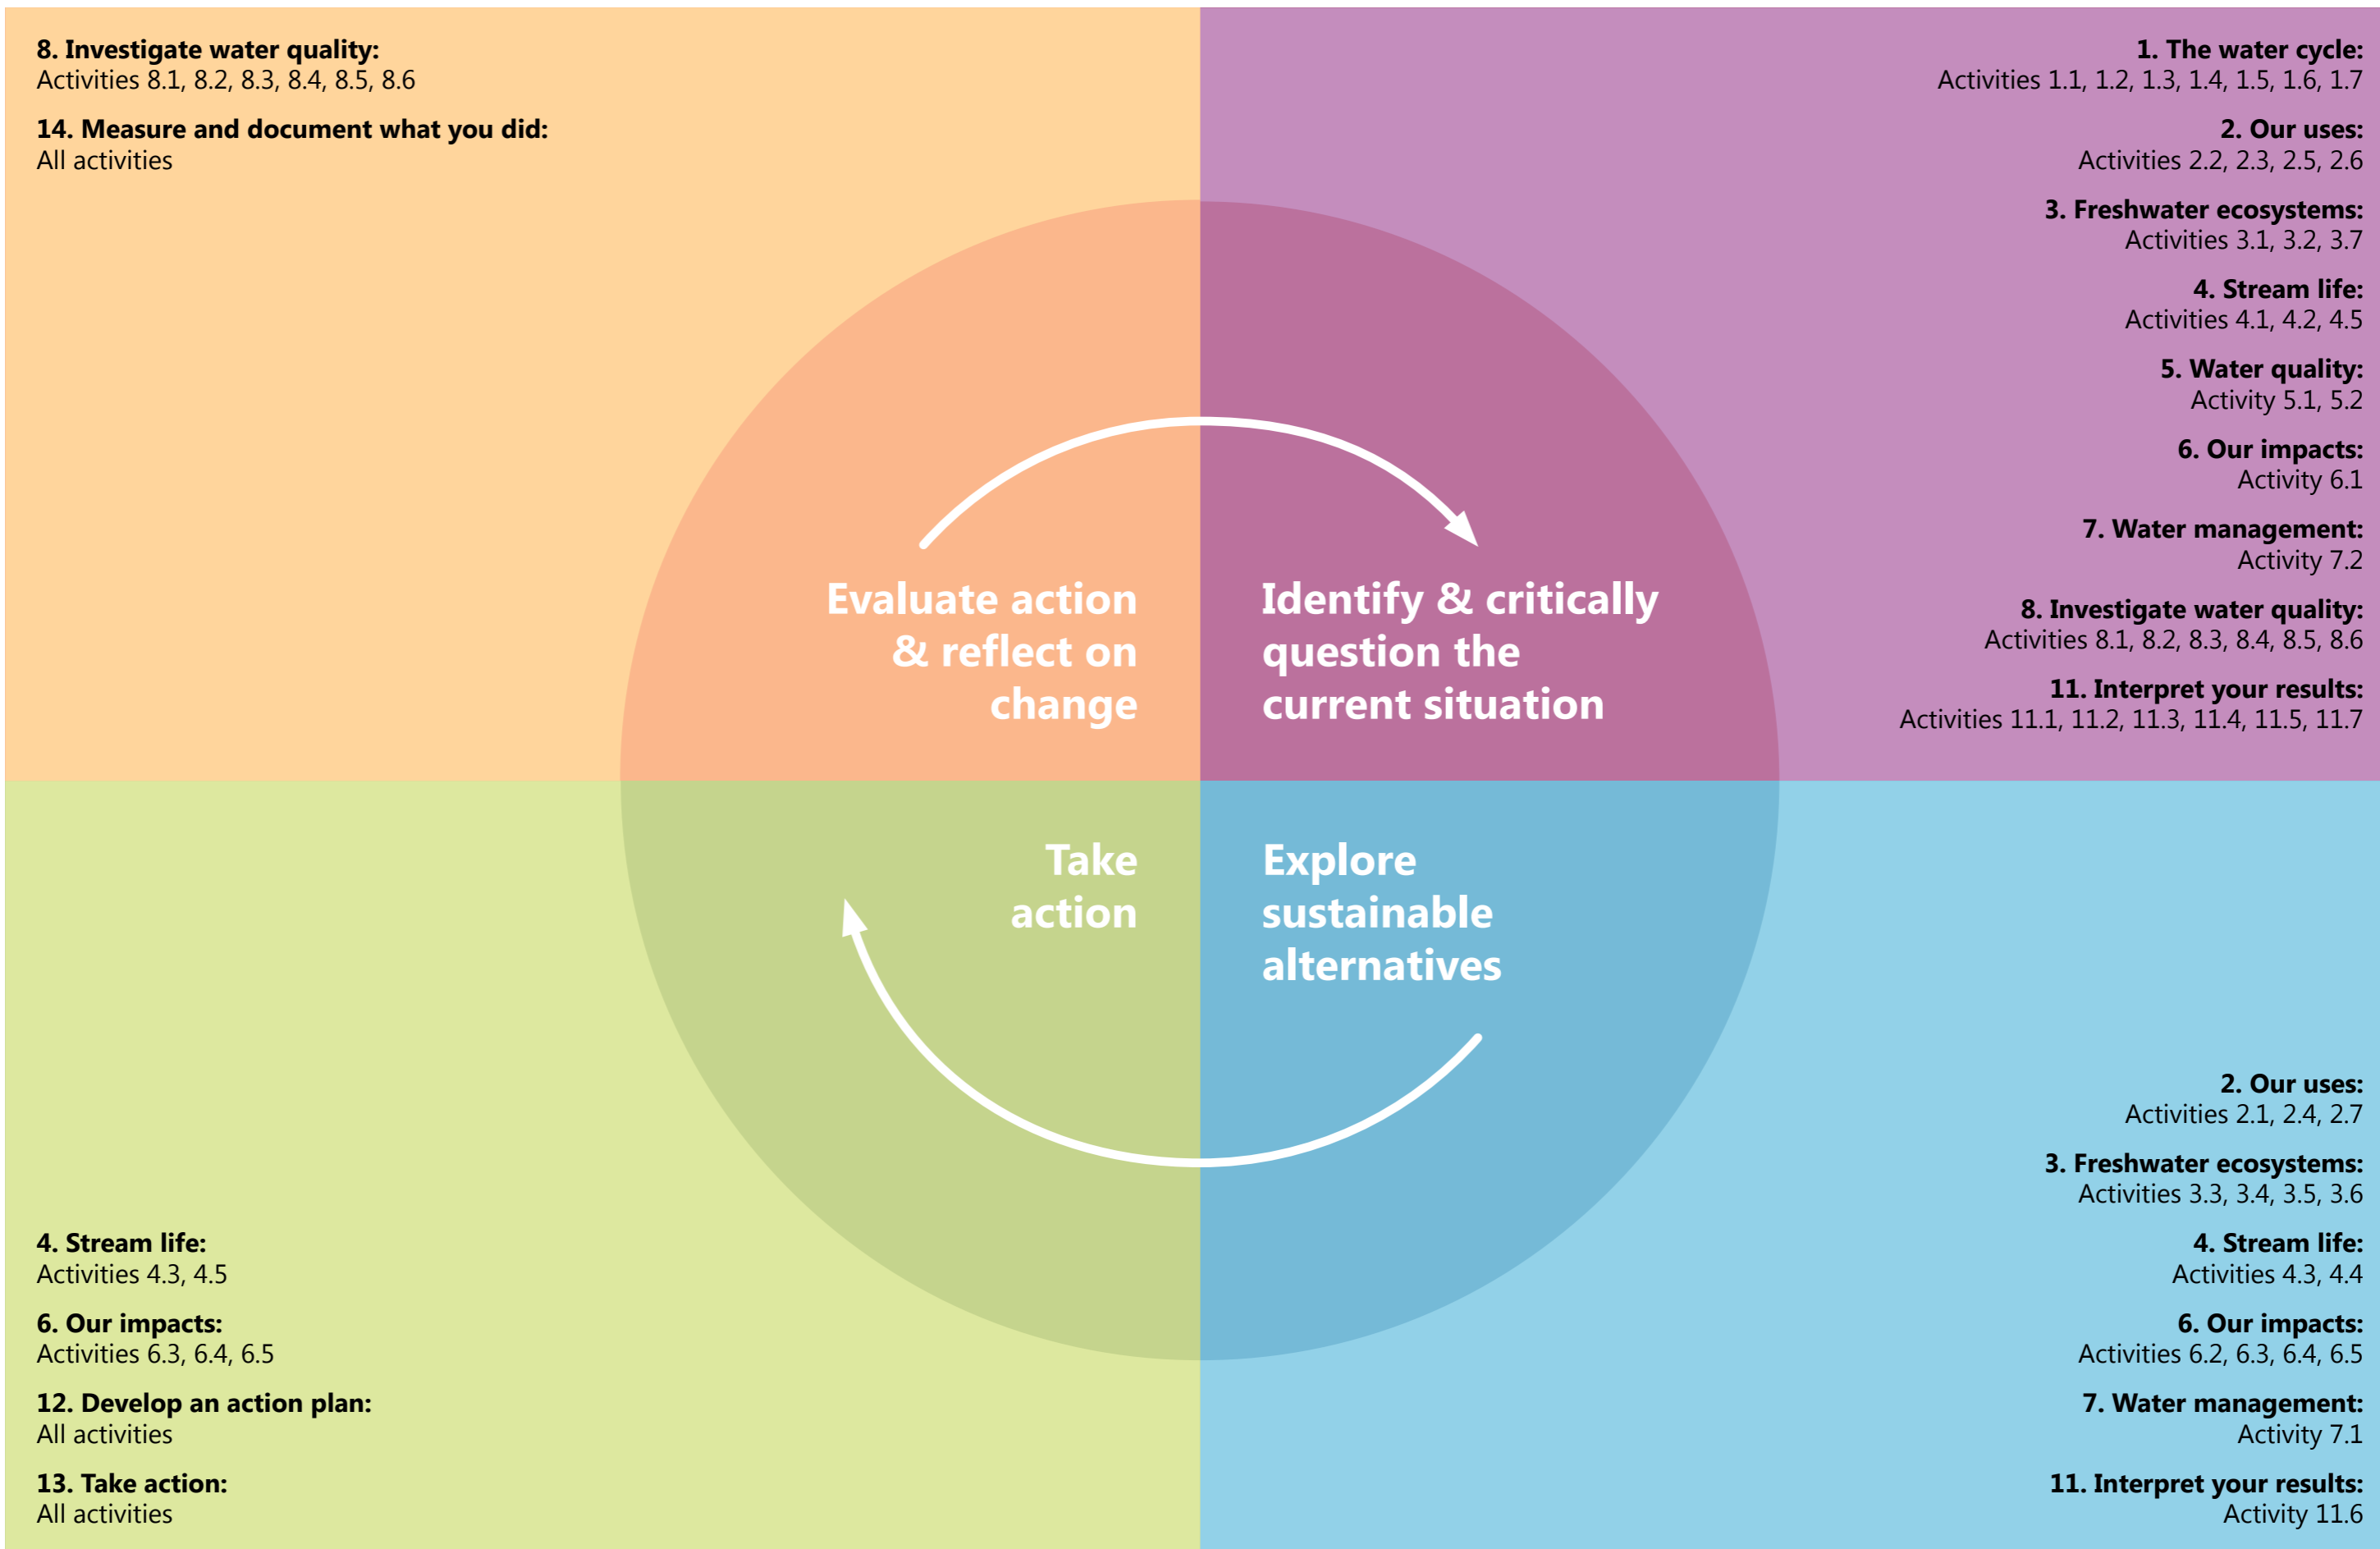 8. Investigate water quality:
Activities 8.1, 8.2, 8.3, 8.4, 8.5, 8.6
14. Measure and document what you did:
All activities
1. The water cycle:
Activities 1.1, 1.2, 1.3, 1.4, 1.5, 1.6, 1.7
2. Our uses:
Activities 2.2, 2.3, 2.5, 2.6
3. Freshwater ecosystems:
Activities 3.1, 3.2, 3.7
4. Stream life:
Activities 4.1, 4.2, 4.5
5. Water quality:
Activity 5.1, 5.2
6. Our impacts:
Activity 6.1
7. Water management:
Activity 7.2
8. Investigate water quality:
Activities 8.1, 8.2, 8.3, 8.4, 8.5, 8.6
11. Interpret your results:
Activities 11.1, 11.2, 11.3, 11.4, 11.5, 11.7
Evaluate action
& reflect on
change
Identify & critically
question the
current situation
Take
action
Explore
sustainable
alternatives
4. Stream life:
Activities 4.3, 4.5
6. Our impacts:
Activities 6.3, 6.4, 6.5
12. Develop an action plan:
All activities
13. Take action:
All activities
2. Our uses:
Activities 2.1, 2.4, 2.7
3. Freshwater ecosystems:
Activities 3.3, 3.4, 3.5, 3.6
4. Stream life:
Activities 4.3, 4.4
6. Our impacts:
Activities 6.2, 6.3, 6.4, 6.5
7. Water management:
Activity 7.1
11. Interpret your results:
Activity 11.6